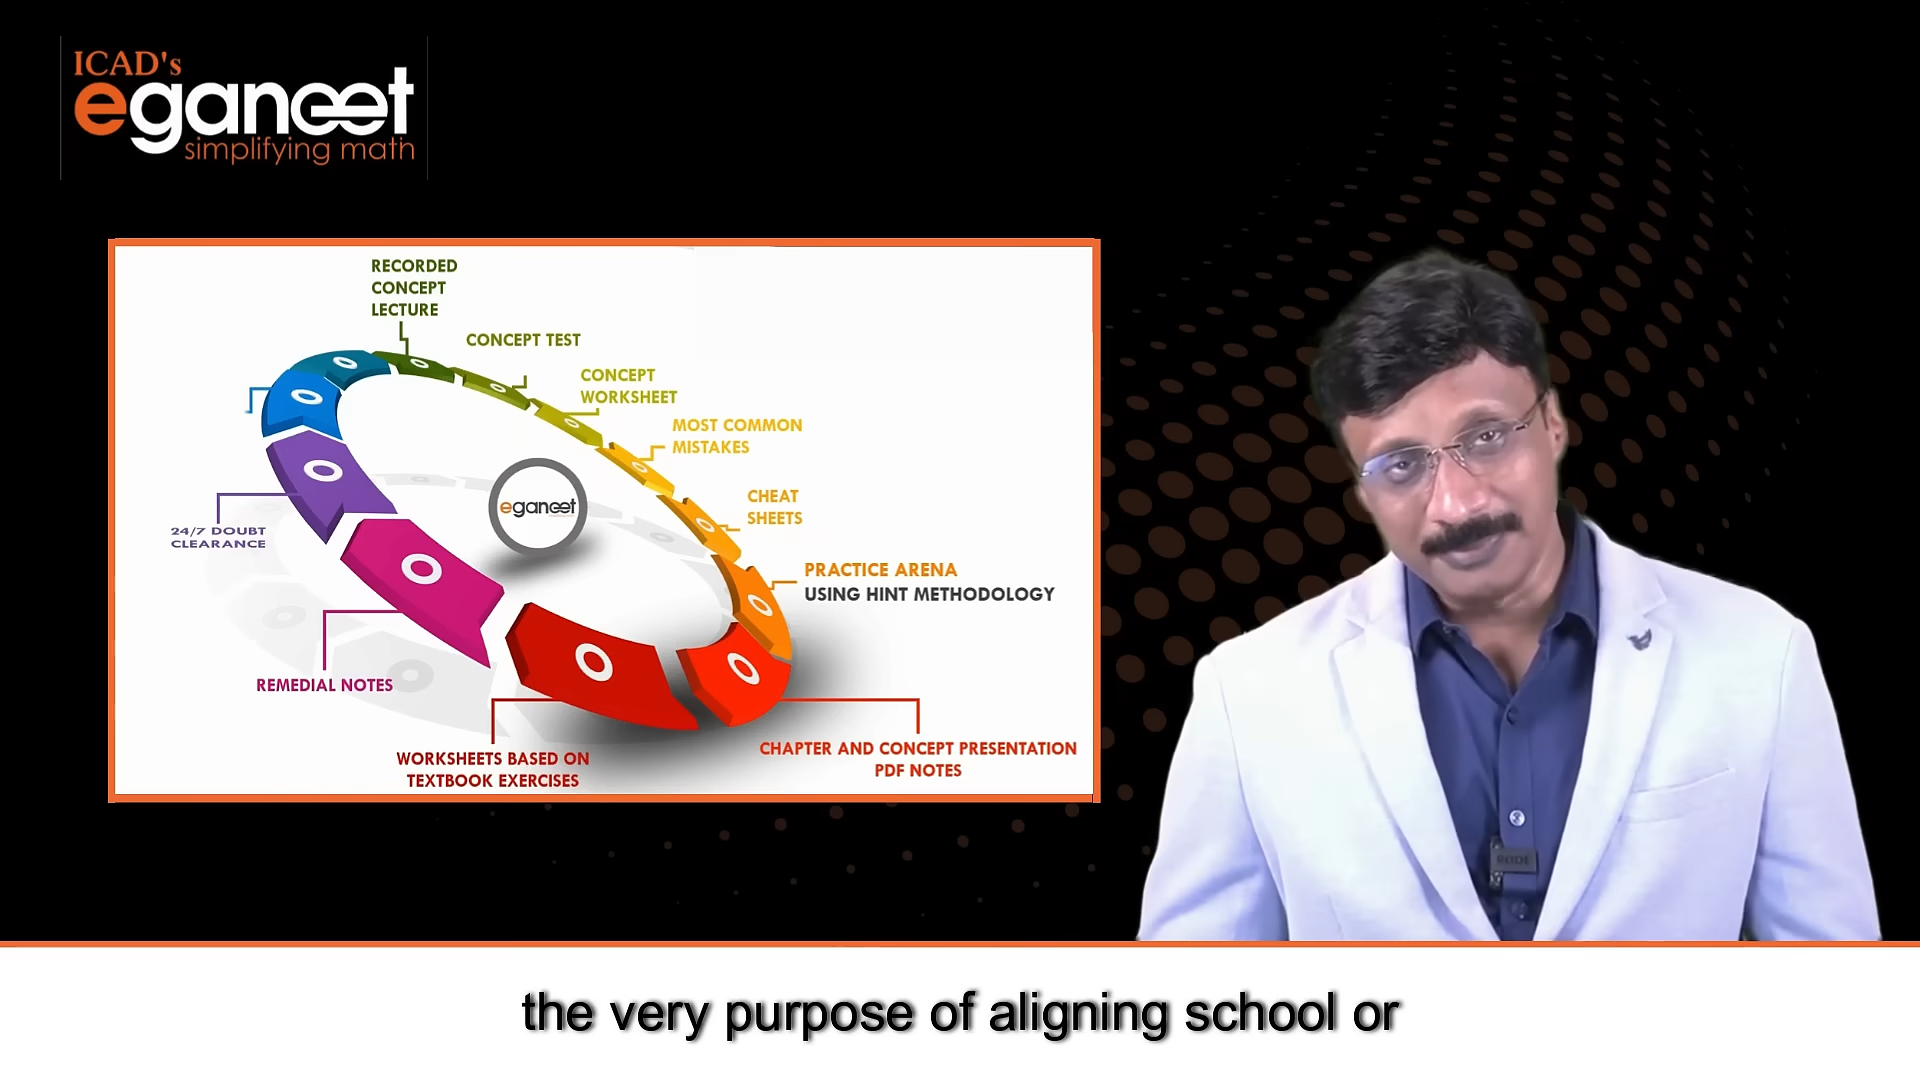 ICAD's
eganeet
simplifying math
RECORDED
CONCEPT
LECTURE
CONCEPT TEST
CONCEPT
WORKSHEET
MOST COMMON
MISTAKES
CHEAT
SHEETS
PRACTICE ARENA
USING HINT METHODOLOGY
eganeet
24/7 DOUBT
CLEARANCE
REMEDIAL NOTES
WORKSHEETS BASED ON
TEXTBOOK EXERCISES
CHAPTER AND CONCEPT PRESENTATION
PDF NOTES
RODE
the very purpose of aligning school or